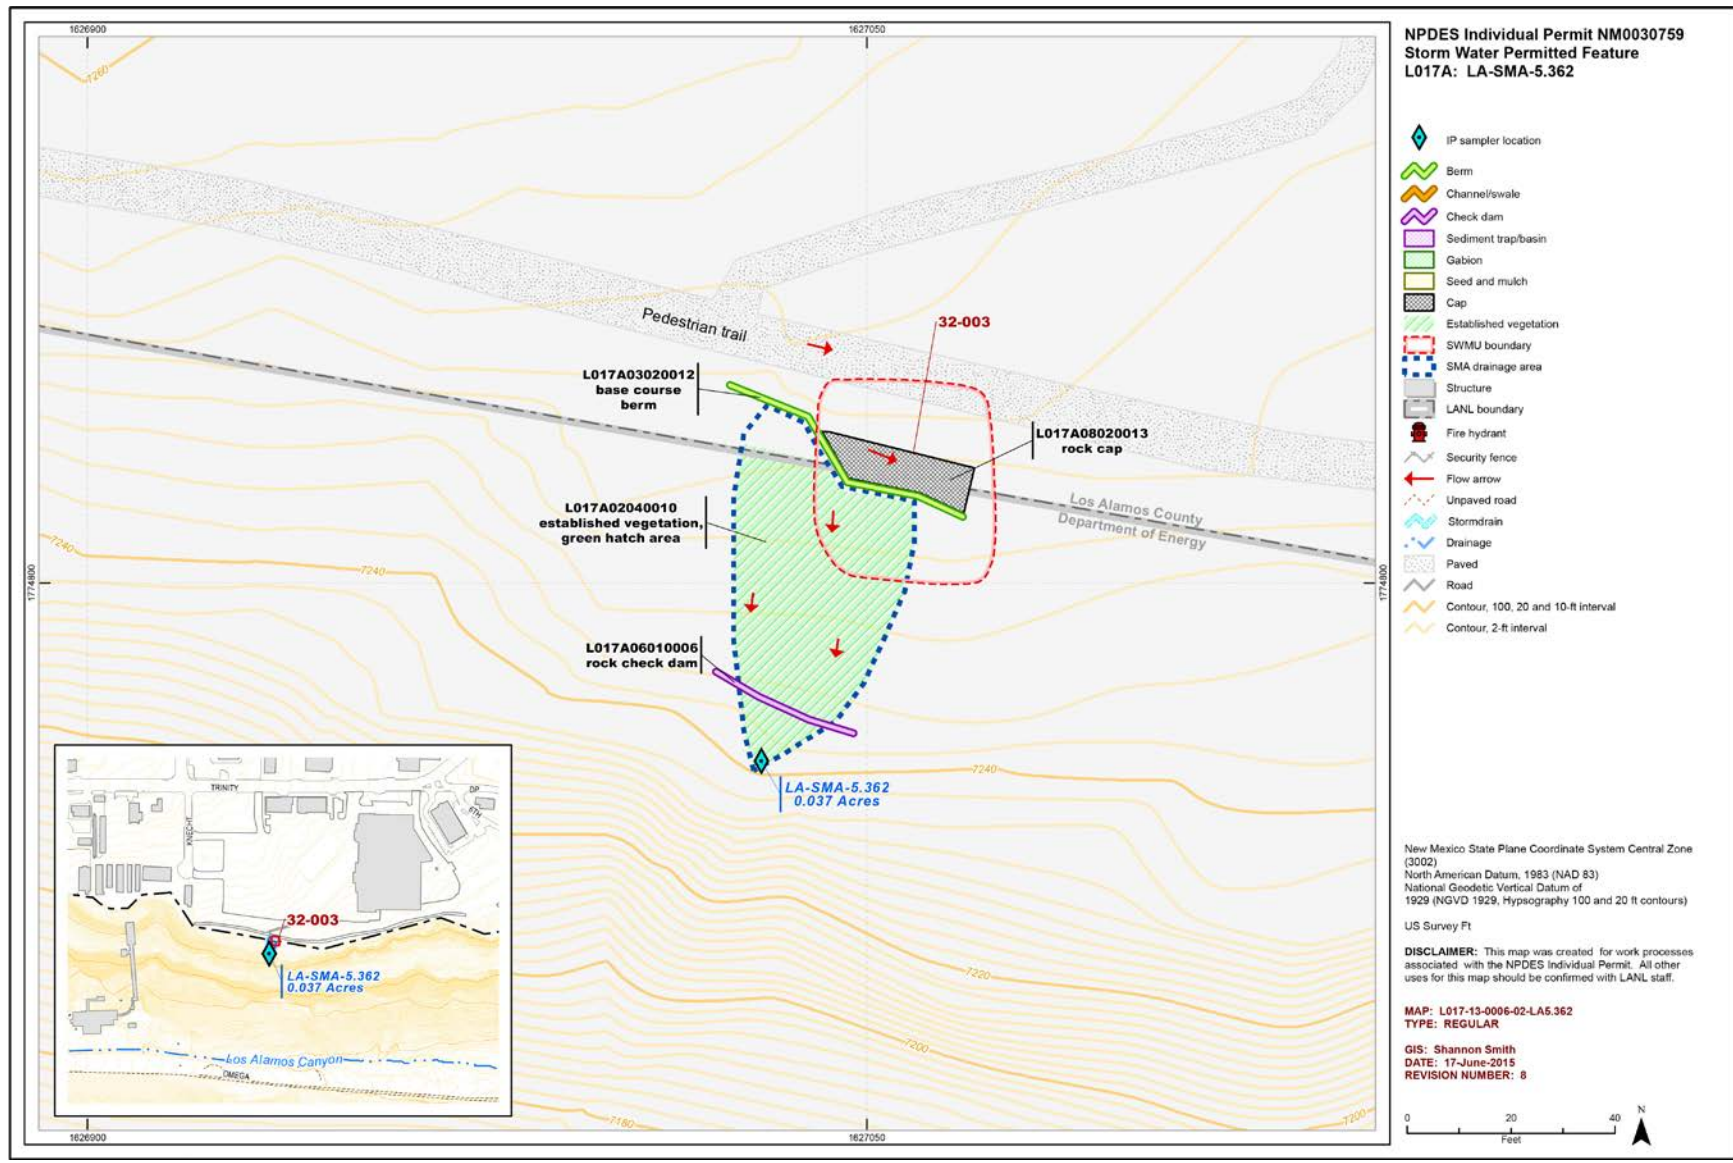 1626900
1627050
NPDES Individual Permit NM0030759
Storm Water Permitted Feature
L017A: LA-SMA-5.362
7260
IP sampler location
Berm
Channel/swale
Check dam
Sediment trap/basin
Gabion
Seed and mulch
Cap
Established vegetation
SWMU boundary
SMA drainage area
Structure
LANL boundary
Fire hydrant
Security fence
Flow arrow
Unpaved road
Stormdrain
Drainage
Paved
Road
Contour, 100, 20 and 10-ft interval
Contour, 2-ft interval
Pedestrian trail
32-003
L017A03020012
base course
berm
L017A08020013
rock cap
Los Alamos County
Department of Energy
L017A02040010
established vegetation,
green hatch area
7240
7240
1774800
1774800
L017A06010006
rock check dam
7240
LA-SMA-5.362
0.037 Acres
TRINITY
DP
6TH
KNECHT
32-003
LA-SMA-5.362
0.037 Acres
Los Alamos Canyon
OMEGA
7220
7200
7180
7200
1626900
1627050
New Mexico State Plane Coordinate System Central Zone
(3002)
North American Datum, 1983 (NAD 83)
National Geodetic Vertical Datum of
1929 (NGVD 1929, Hypsography 100 and 20 ft contours)
US Survey Ft
DISCLAIMER: This map was created for work processes
associated with the NPDES Individual Permit. All other
uses for this map should be confirmed with LANL staff.
MAP: L017-13-0006-02-LA5.362
TYPE: REGULAR
GIS: Shannon Smith
DATE: 17-June-2015
REVISION NUMBER: 8
0 20 40
Feet
N